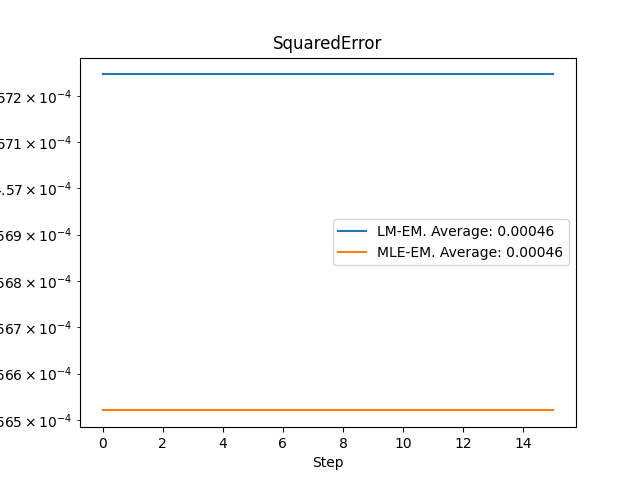 SquaredError
572 × 10⁻⁴
571 × 10⁻⁴
.57 × 10⁻⁴
569 × 10⁻⁴
568 × 10⁻⁴
567 × 10⁻⁴
566 × 10⁻⁴
565 × 10⁻⁴
LM-EM. Average: 0.00046
MLE-EM. Average: 0.00046
0 2 4 6 8 10 12 14
Step